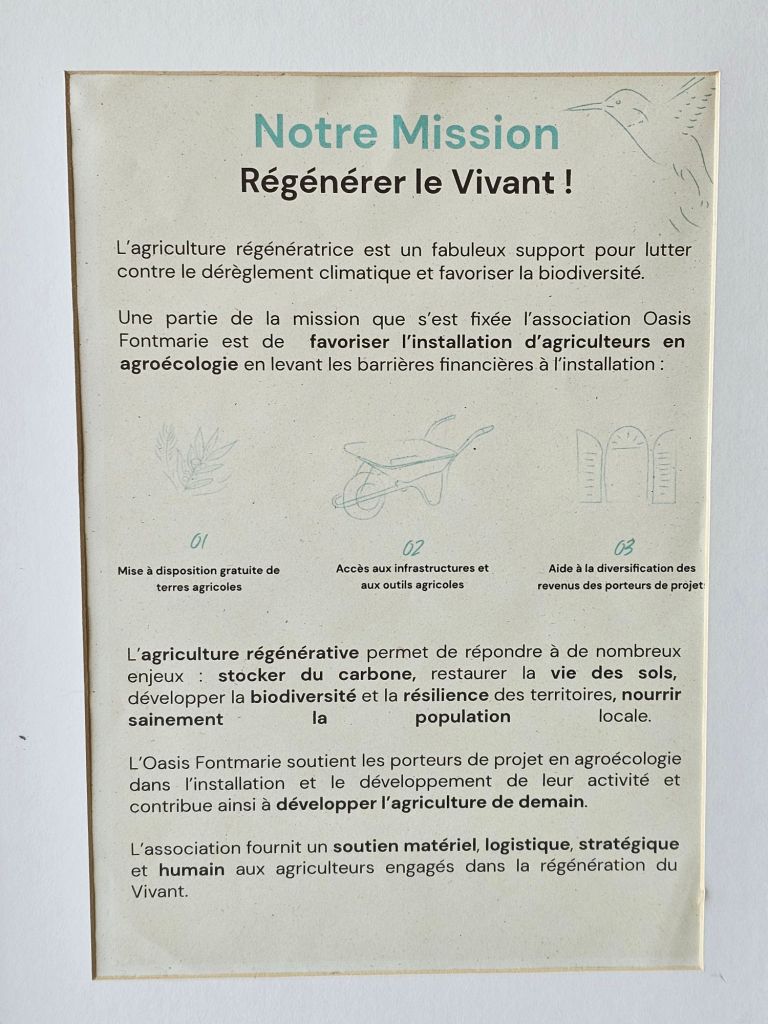 Notre Mission
Régénérer le Vivant !
L'agriculture régénératrice est un fabuleux support pour lutter
contre le dérèglement climatique et favoriser la biodiversité.
Une partie de la mission que s'est fixée l'association Oasis
Fontmarie est de favoriser l'installation d'agriculteurs en
agroécologie en levant les barrières financières à l'installation :
01
Mise à disposition gratuite de
terres agricoles
02
Accès aux infrastructures et
aux outils agricoles
03
Aide à la diversification des
revenus des porteurs de projet
L'agriculture régénérative permet de répondre à de nombreux
enjeux : stocker du carbone, restaurer la vie des sols,
développer la biodiversité et la résilience des territoires, nourrir
sainement la population locale.
L'Oasis Fontmarie soutient les porteurs de projet en agroécologie
dans l'installation et le développement de leur activité et
contribue ainsi à développer l'agriculture de demain.
L'association fournit un soutien matériel, logistique, stratégique
et humain aux agriculteurs engagés dans la régénération du
Vivant.